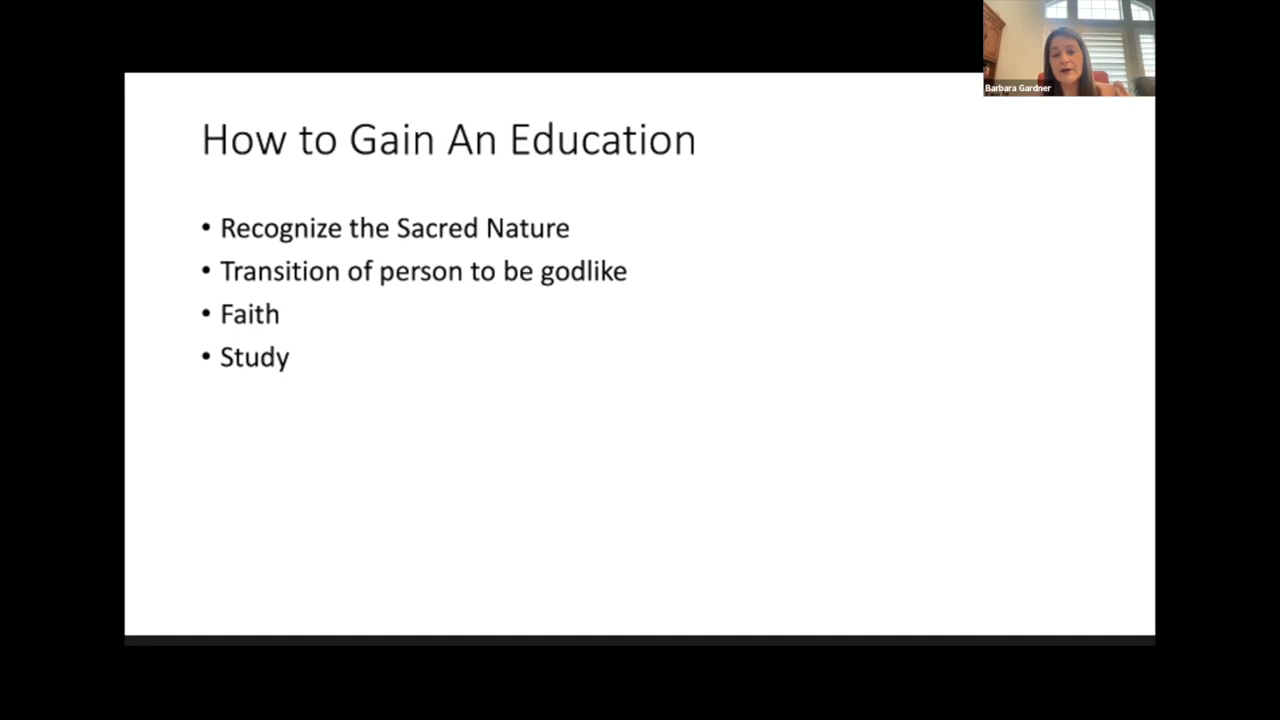 Barbara Gardner
How to Gain An Education
• Recognize the Sacred Nature
• Transition of person to be godlike
• Faith
• Study